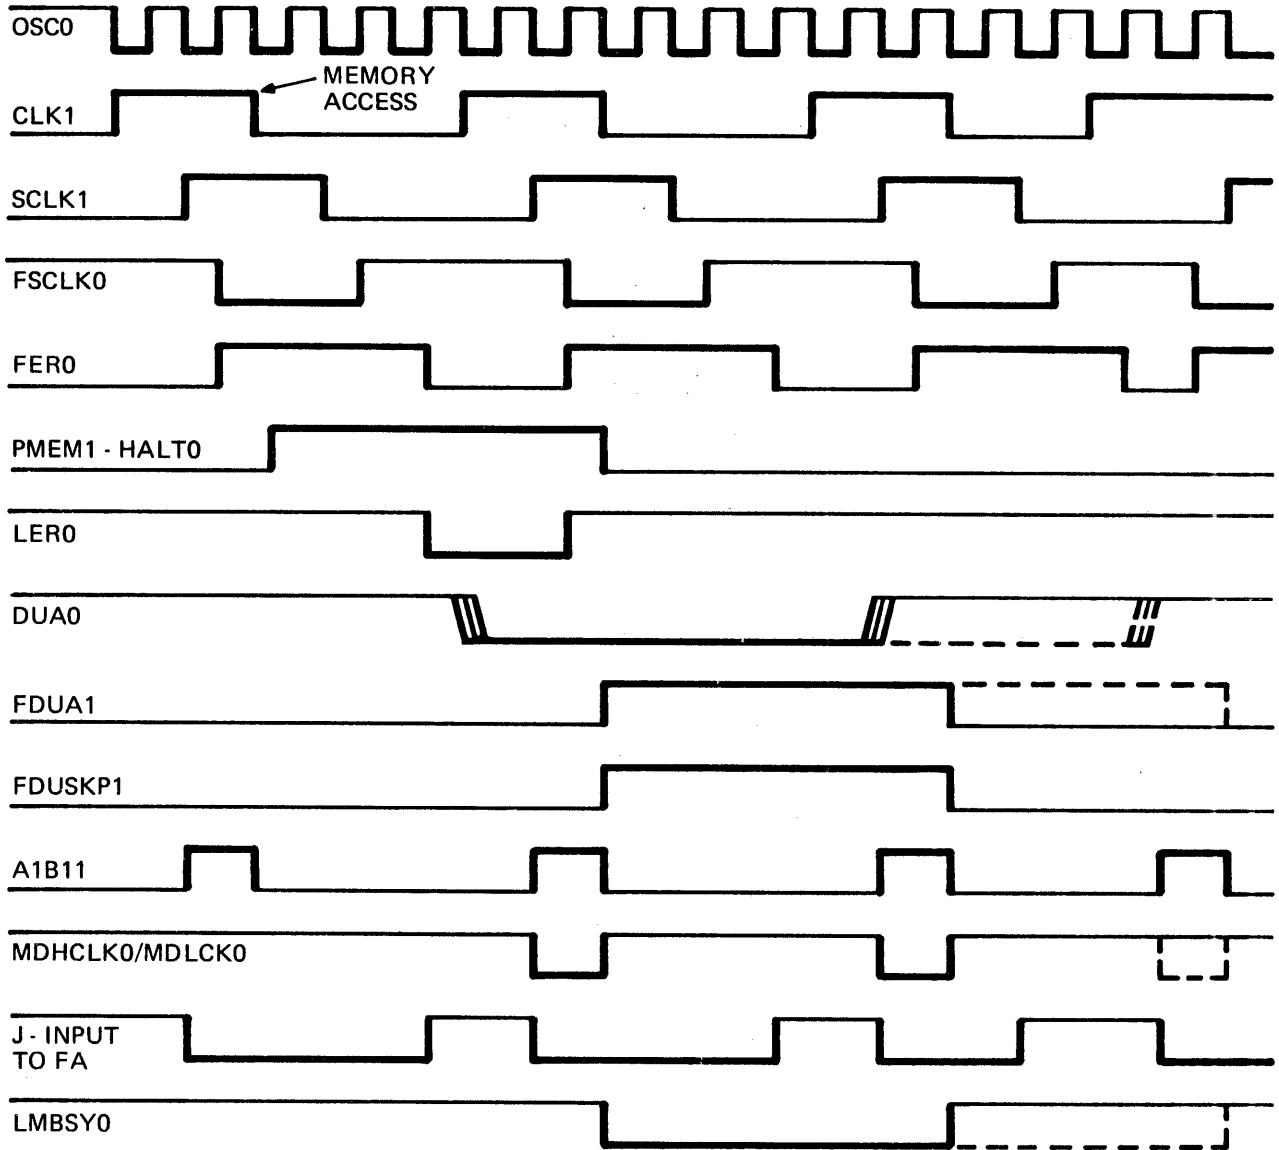 OSC0
MEMORY
ACCESS
CLK1
SCLK1
FSCLK0
FER0
PMEM1 - HALT0
LER0
DUA0
FDUA1
FDUSKP1
A1B11
MDHCLK0/MDLCK0
J - INPUT
TO FA
LMBSY0